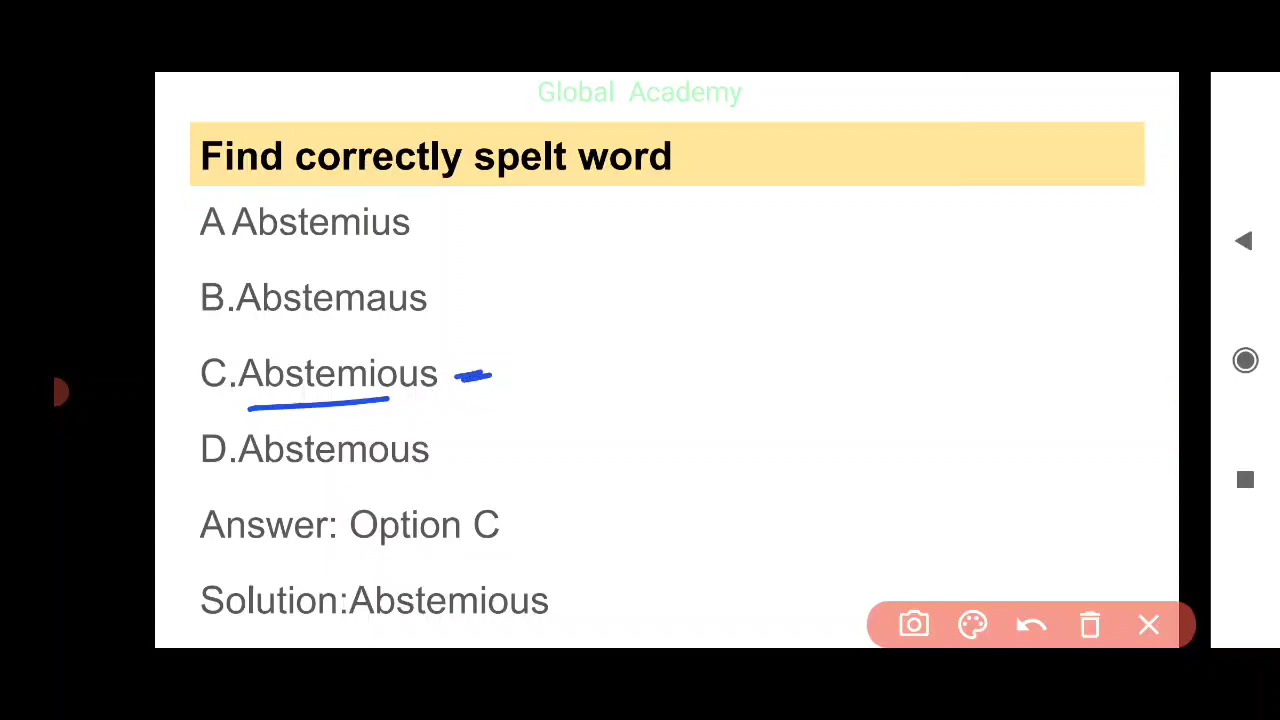 Global Academy
Find correctly spelt word
A Abstemius
B.Abstemaus
C.Abstemious
D.Abstemous
Answer: Option C
Solution:Abstemious